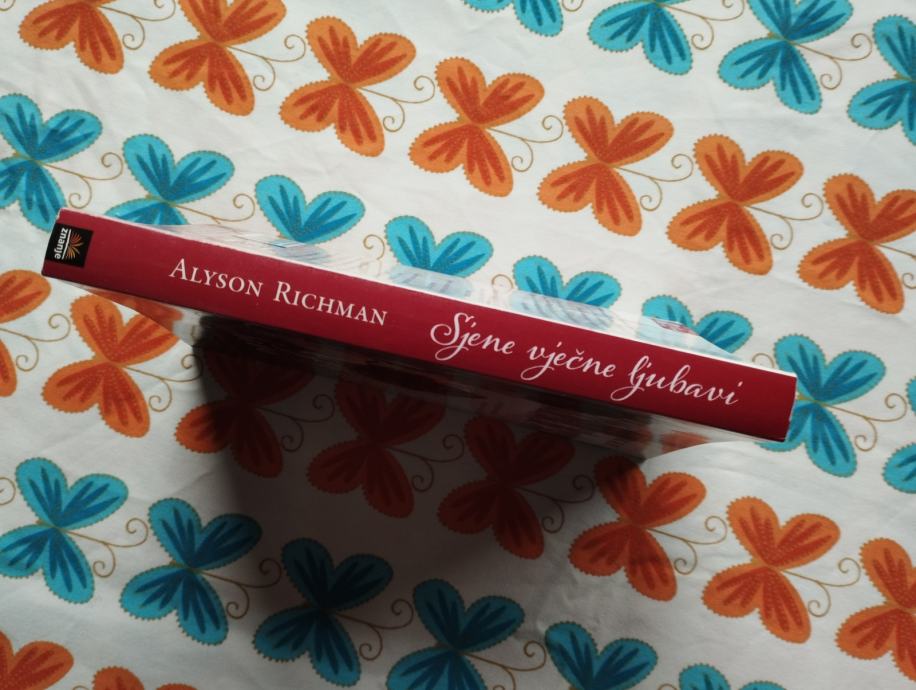 znanje
ALYSON RICHMAN
Sjene vječne ljubavi